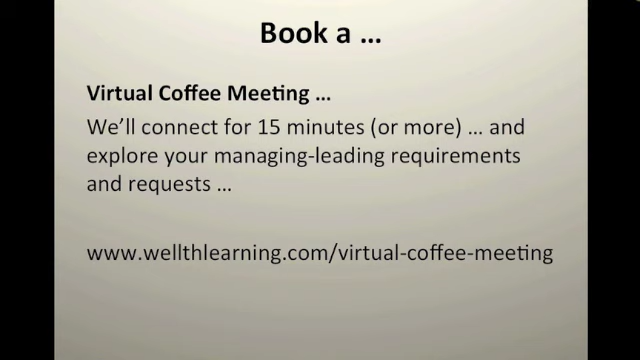 Book a …
Virtual Coffee Meeting …
We’ll connect for 15 minutes (or more) … and
explore your managing-leading requirements
and requests …
www.wellthlearning.com/virtual-coffee-meeting